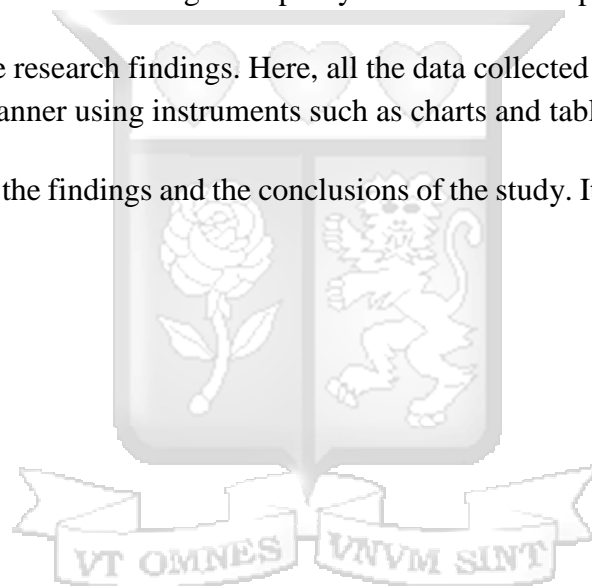 e research findings. Here, all the data collected
anner using instruments such as charts and tabl
the findings and the conclusions of the study. I
VT OMNES VNVM SINT